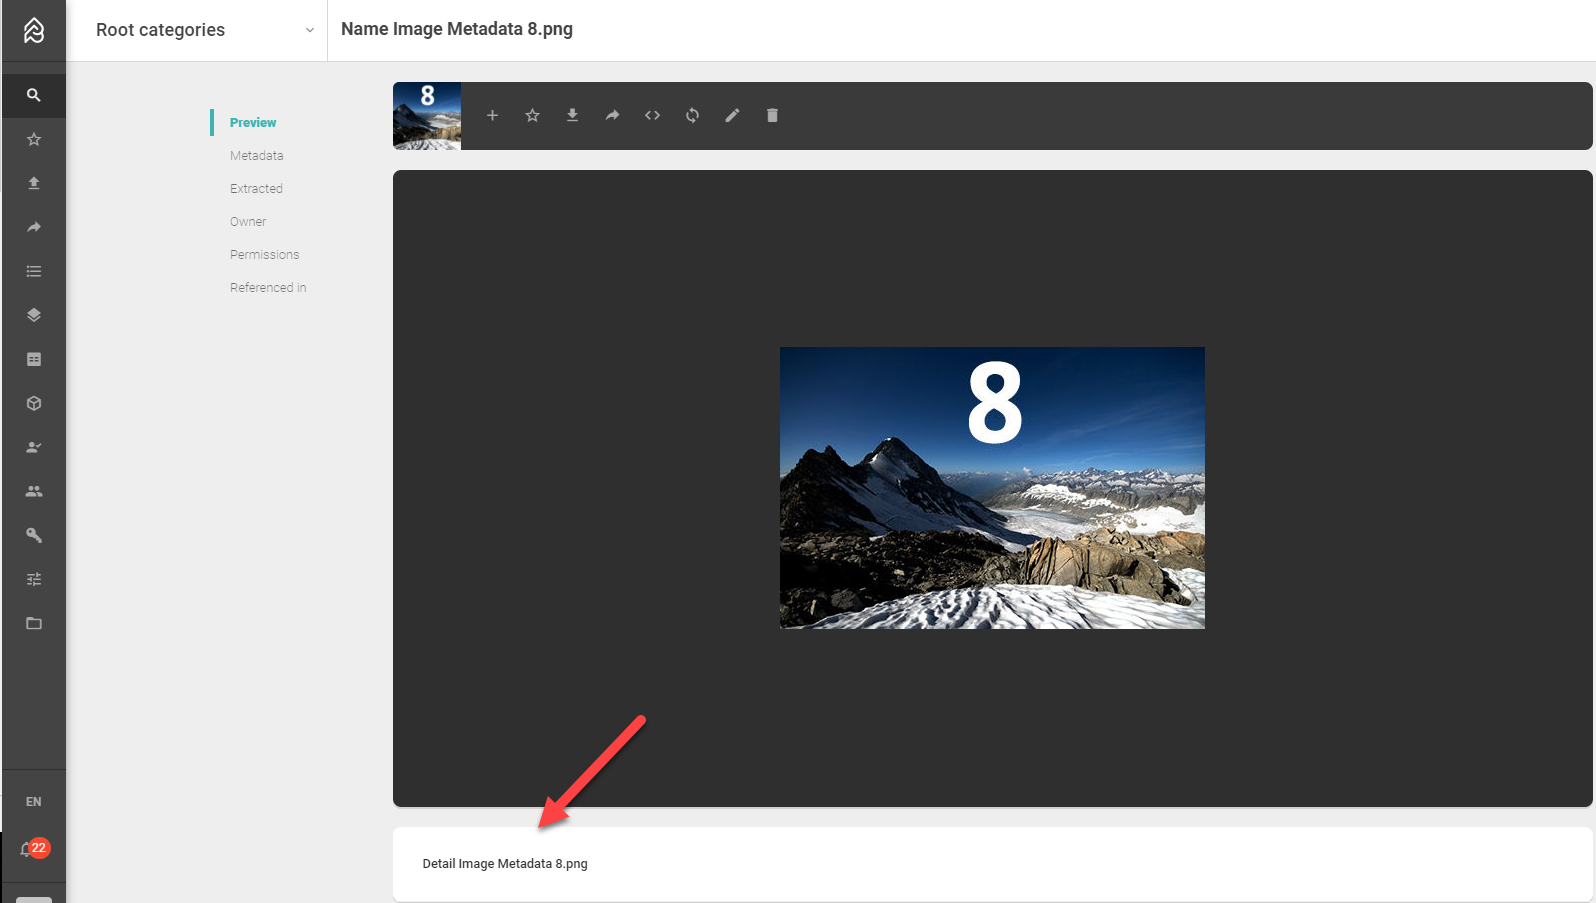 Root categories
Name Image Metadata 8.png
8
Preview
Metadata
Extracted
Owner
Permissions
Referenced in
8
EN
22
Detail Image Metadata 8.png